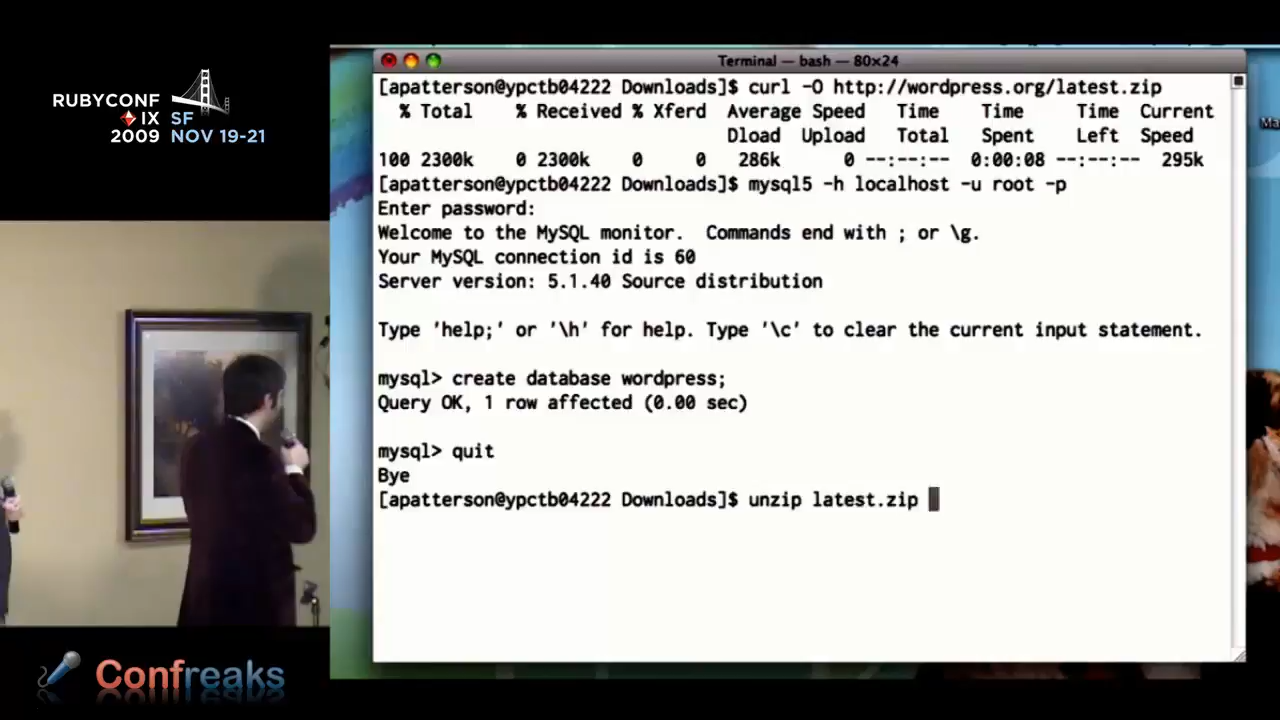 RUBYCONF
IX SF
2009 NOV 19-21
Terminal — bash — 80×24
[apatterson@ypctb04222 Downloads]$ curl -O http://wordpress.org/latest.zip
% Total % Received % Xferd Average Speed Time Time Time Current
Dload Upload Total Spent Left Speed
100 2300k 0 2300k 0 0 286k 0 --:--:-- 0:00:08 --:--:-- 295k
[apatterson@ypctb04222 Downloads]$ mysql5 -h localhost -u root -p
Enter password:
Welcome to the MySQL monitor. Commands end with ; or \g.
Your MySQL connection id is 60
Server version: 5.1.40 Source distribution
Type 'help;' or '\h' for help. Type '\c' to clear the current input statement.
mysql> create database wordpress;
Query OK, 1 row affected (0.00 sec)
mysql> quit
Bye
[apatterson@ypctb04222 Downloads]$ unzip latest.zip
Confreaks